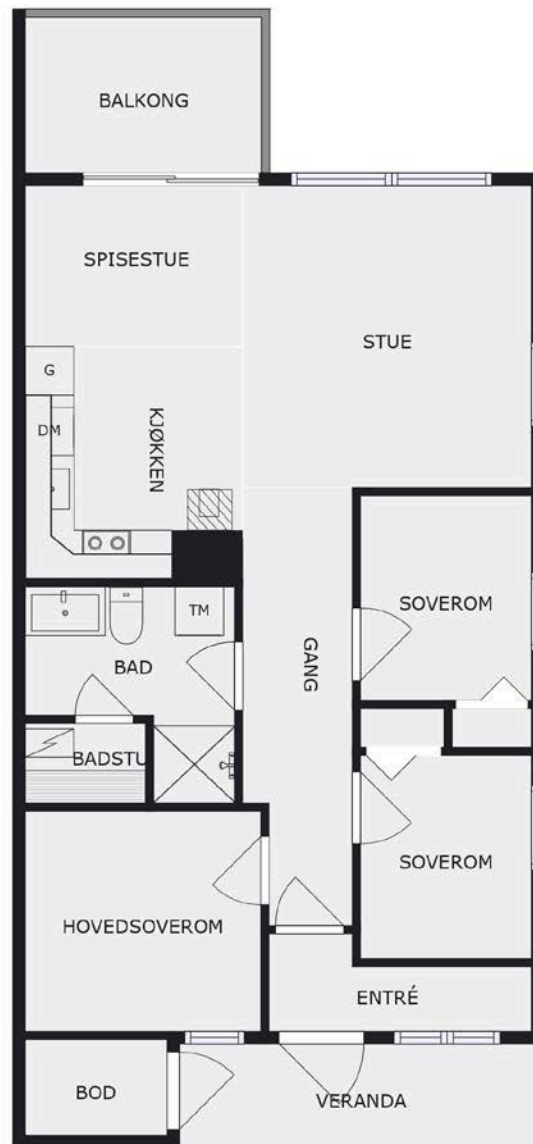 BALKONG
SPISESTUE
STUE
G
DM
KJØKKEN
SOVEROM
TM
BAD
GANG
BADSTU
SOVEROM
HOVEDSOVEROM
ENTRÉ
BOD
VERANDA